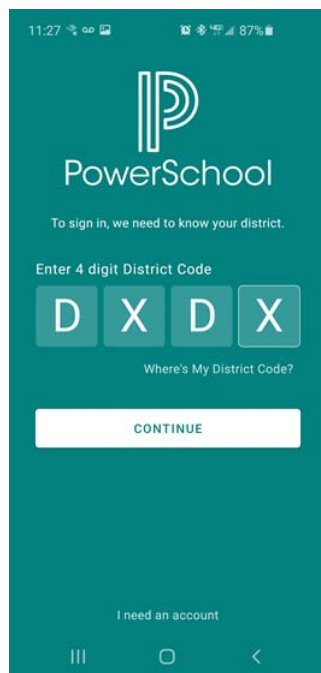 11:27 87%
PowerSchool
To sign in, we need to know your district.
Enter 4 digit District Code
D X D X
Where's My District Code?
CONTINUE
I need an account